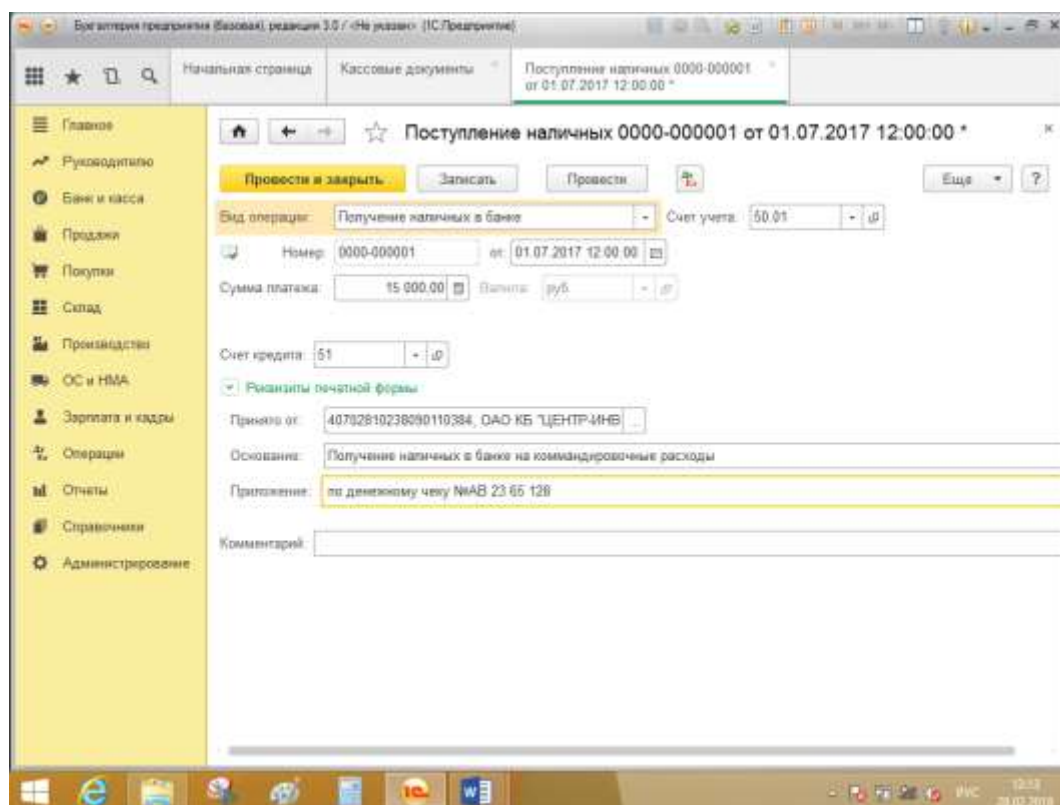 Бухгалтерия предприятия (базовая), редакция 3.0 / <Не указан> (1С:Предприятие)
Начальная страница
Кассовые документы
Поступление наличных 0000-000001
от 01.07.2017 12:00:00 *
Главное
Руководителю
Банк и касса
Продажи
Покупки
Склад
Производство
ОС и НМА
Зарплата и кадры
Операции
Отчеты
Справочники
Администрирование
Поступление наличных 0000-000001 от 01.07.2017 12:00:00 *
Провести и закрыть
Записать
Провести
Еще
?
Вид операции: Получение наличных в банке
Счет учета: 50.01
Номер: 0000-000001 от: 01.07.2017 12:00:00
Сумма платежа: 15 000,00 Валюта: руб.
Счет кредита: 51
Реквизиты печатной формы
Принято от: 40702810238090110384, ОАО КБ "ЦЕНТР-ИНВ
Основание: Получение наличных в банке на коммандировочные расходы
Приложение: по денежному чеку №АВ 23 65 128
Комментарий:
РУС